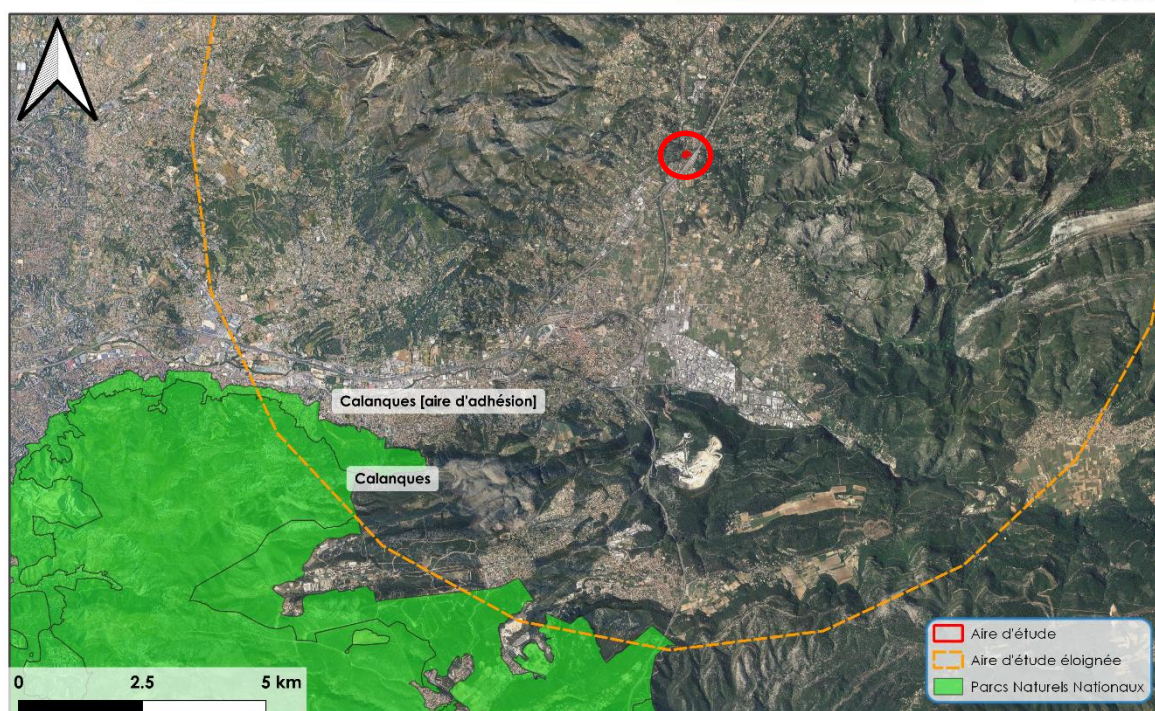 Calanques [aire d'adhésion]
Calanques
0 2.5 5 km
Aire d'étude
Aire d'étude éloignée
Parcs Naturels Nationaux